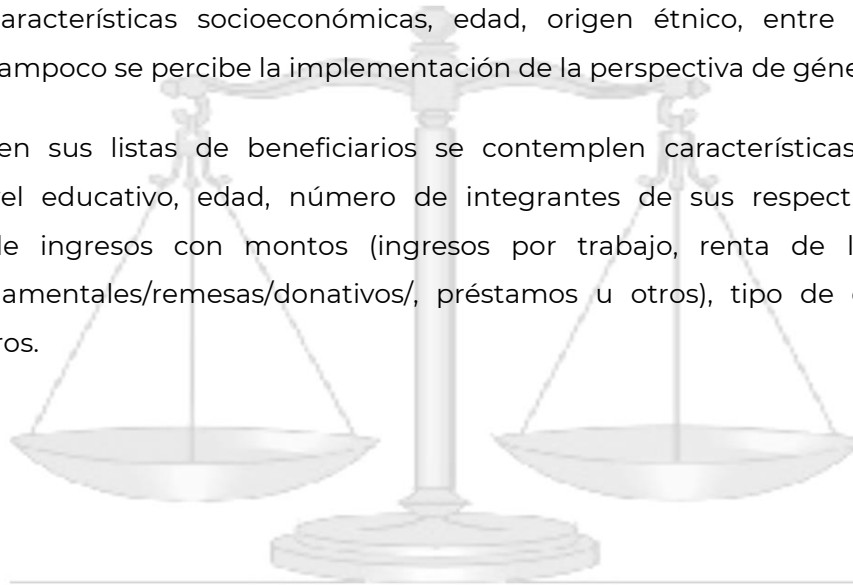 aracterísticas socioeconómicas, edad, origen étnico, entre
ampoco se percibe la implementación de la perspectiva de géne
en sus listas de beneficiarios se contemplen características
el educativo, edad, número de integrantes de sus respect
de ingresos con montos (ingresos por trabajo, renta de l
amentales/remesas/donativos/, préstamos u otros), tipo de
ros.